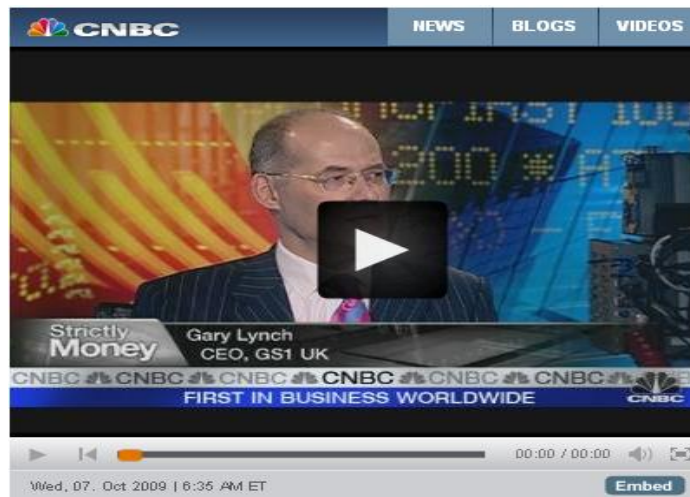 CNBC NEWS BLOGS VIDEOS
200 * A
Strictly
Money
Gary Lynch
CEO, GS1 UK
CNBC CNBC CNBC CNBC CNBC CNBC
FIRST IN BUSINESS WORLDWIDE CNBC
00:00 / 00:00
Wed, 07. Oct 2009 | 6:35 AM ET Embed